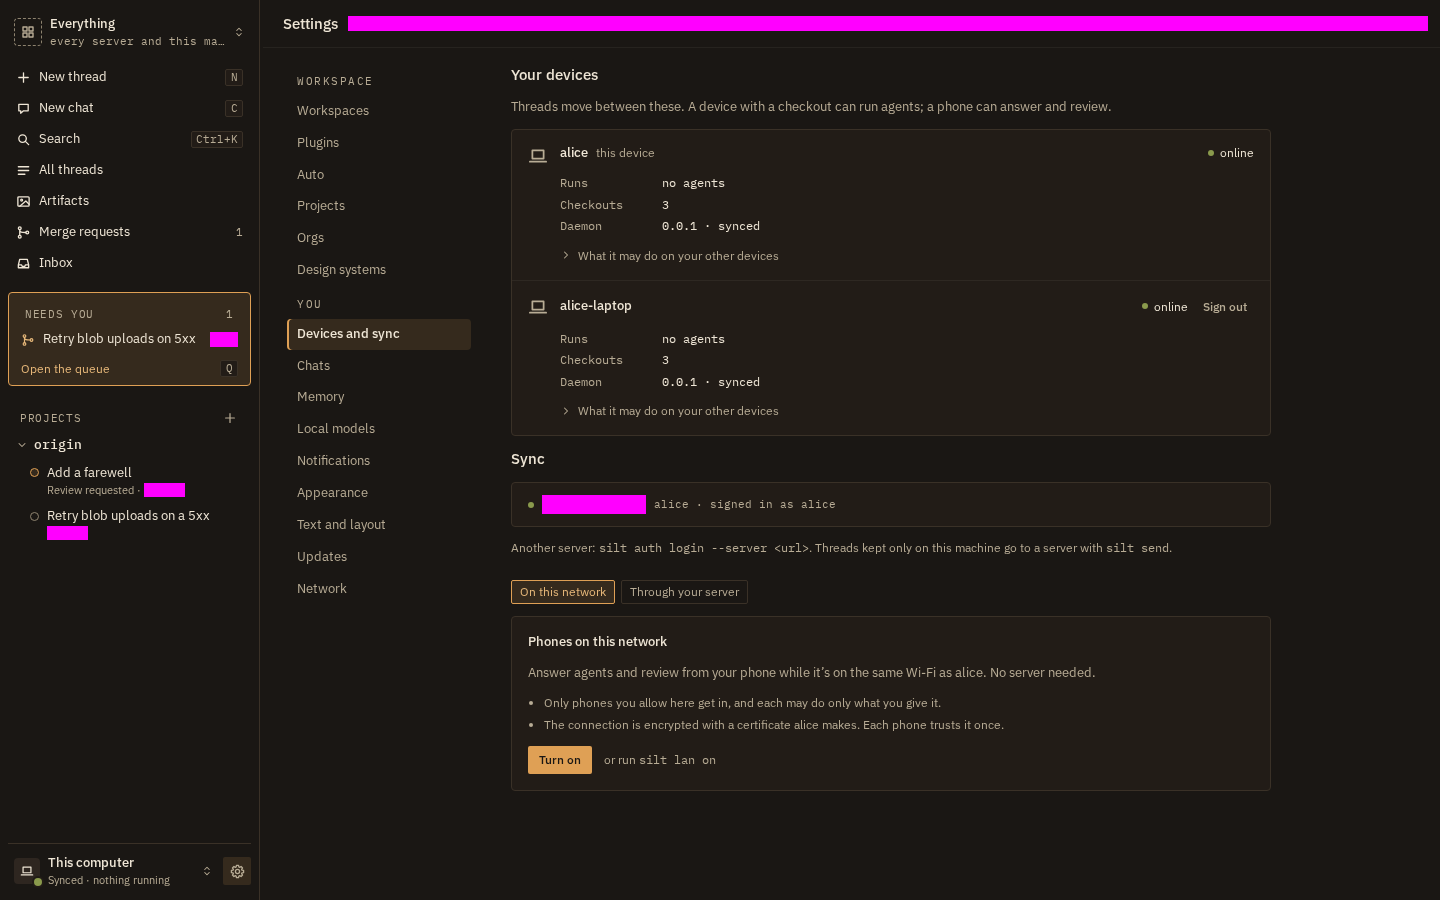 Everything
every server and this ma…
New thread N
New chat C
Search Ctrl+K
All threads
Artifacts
Merge requests 1
Inbox
NEEDS YOU 1
Retry blob uploads on 5xx
Open the queue Q
PROJECTS
origin
Add a farewell
Review requested ·
Retry blob uploads on a 5xx
This computer
Synced · nothing running
Settings
WORKSPACE
Workspaces
Plugins
Auto
Projects
Orgs
Design systems
YOU
Devices and sync
Chats
Memory
Local models
Notifications
Appearance
Text and layout
Updates
Network
Your devices
Threads move between these. A device with a checkout can run agents; a phone can answer and review.
alice this device online
Runs no agents
Checkouts 3
Daemon 0.0.1 · synced
What it may do on your other devices
alice-laptop online Sign out
Runs no agents
Checkouts 3
Daemon 0.0.1 · synced
What it may do on your other devices
Sync
alice · signed in as alice
Another server: silt auth login --server <url>. Threads kept only on this machine go to a server with silt send.
On this network Through your server
Phones on this network
Answer agents and review from your phone while it’s on the same Wi-Fi as alice. No server needed.
• Only phones you allow here get in, and each may do only what you give it.
• The connection is encrypted with a certificate alice makes. Each phone trusts it once.
Turn on or run silt lan on